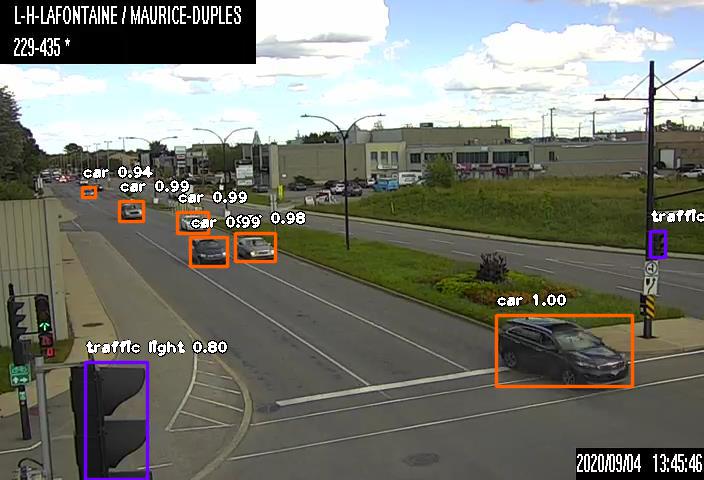 L-H-LAFONTAINE / MAURICE-DUPLES
229-435 *
car 0.94
car 0.99
car 0.99
car 0.99
0.98
traffic
car 1.00
traffic light 0.80
2020/09/04 13:45:46